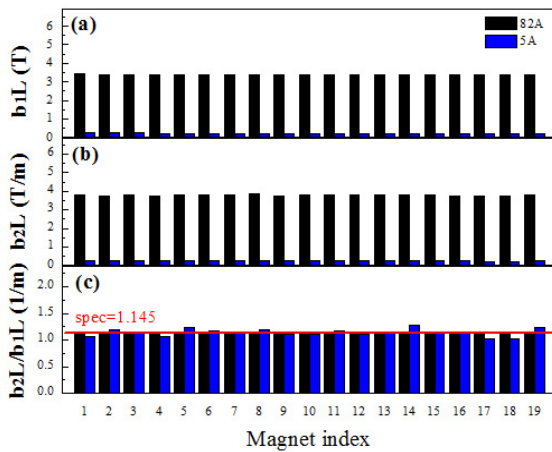 (a)
82A
5A
6
5
4
3
2
1
0
b1L (T)
(b)
6
5
4
3
2
1
0
b2L (T/m)
(c)
2.0
1.5
1.0
0.5
0.0
b2L/b1L (1/m)
spec=1.145
1 2 3 4 5 6 7 8 9 10 11 12 13 14 15 16 17 18 19
Magnet index